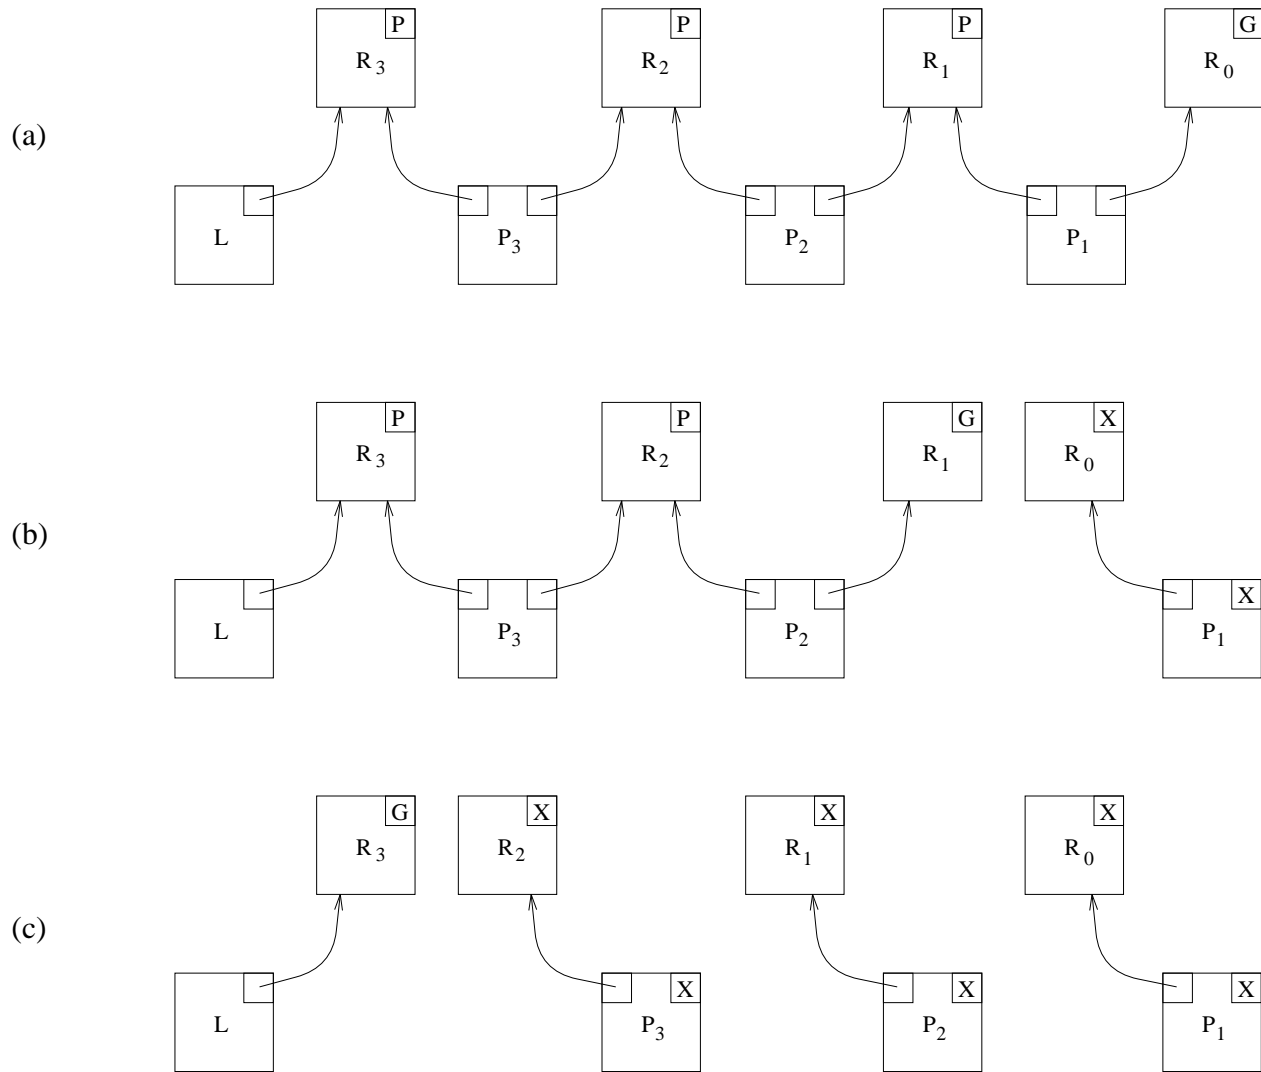 P P P G
R3 R2 R1 R0
(a)
L P3 P2 P1
P P G X
R3 R2 R1 R0
(b)
L P3 P2 X P1
G X X X
R3 R2 R1 R0
(c)
X X X
L P3 P2 P1